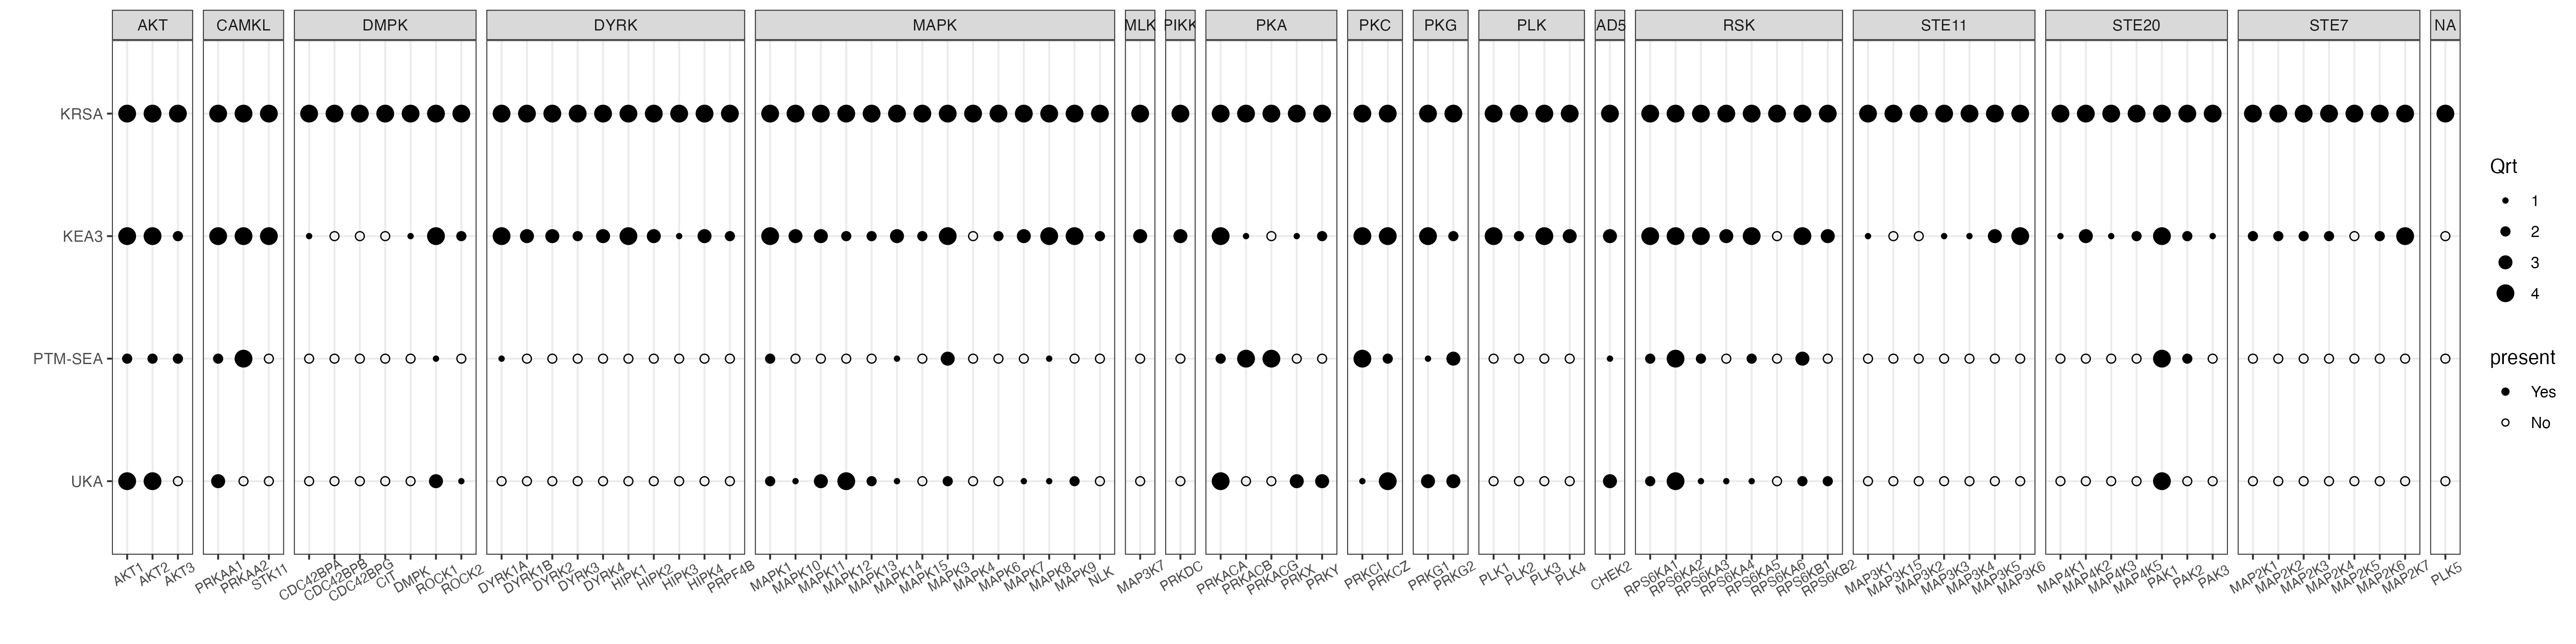 AKT CAMKL DMPK DYRK MAPK MLK PIKK PKA PKC PKG PLK AD5 RSK STE11 STE20 STE7 NA
KRSA
KEA3
PTM-SEA
UKA
AKT1 AKT2 AKT3 PRKAA1 PRKAA2 STK11 CDC42BPA CDC42BPB CDC42BPG CIT DMPK ROCK1 ROCK2 DYRK1A DYRK1B DYRK2 DYRK3 DYRK4 HIPK1 HIPK2 HIPK3 HIPK4 PRPF4B MAPK1 MAPK10 MAPK11 MAPK12 MAPK13 MAPK14 MAPK15 MAPK3 MAPK4 MAPK6 MAPK7 MAPK8 MAPK9 NLK MAP3K7 PRKDC PRKACA PRKACB PRKACG PRKX PRKY PRKCI PRKCZ PRKG1 PRKG2 PLK1 PLK2 PLK3 PLK4 CHEK2 RPS6KA1 RPS6KA2 RPS6KA3 RPS6KA4 RPS6KA5 RPS6KA6 RPS6KB1 RPS6KB2 MAP3K1 MAP3K15 MAP3K2 MAP3K3 MAP3K4 MAP3K5 MAP3K6 MAP4K1 MAP4K2 MAP4K3 MAP4K5 PAK1 PAK2 PAK3 MAP2K1 MAP2K2 MAP2K3 MAP2K4 MAP2K5 MAP2K6 MAP2K7 PLK5
Qrt
1
2
3
4
present
Yes
No